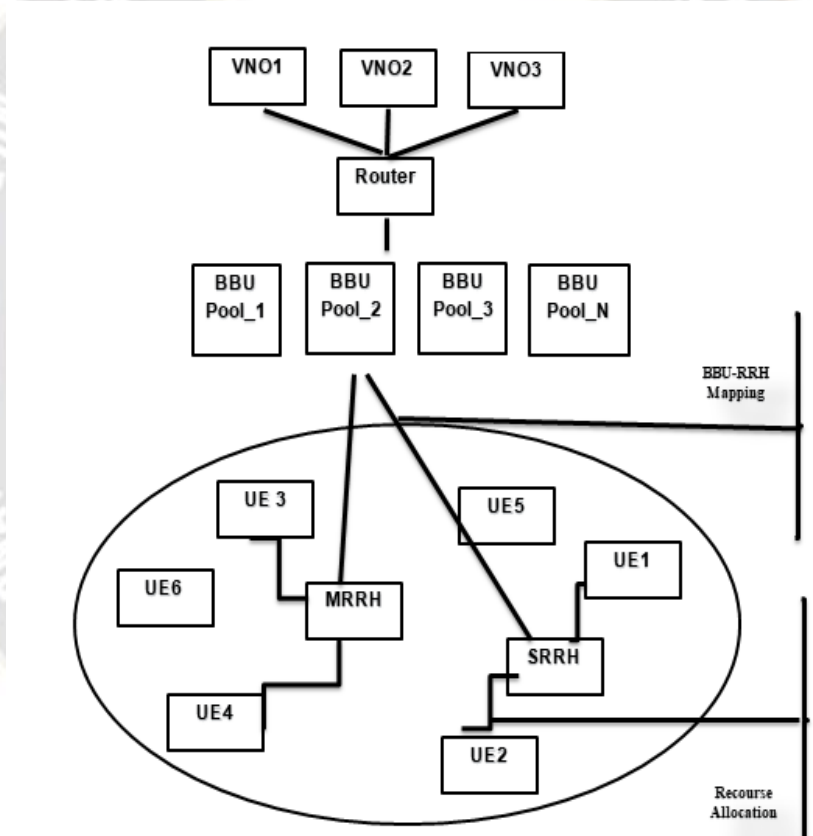 VNO1
VNO2
VNO3
Router
BBU
Pool_1
BBU
Pool_2
BBU
Pool_3
BBU
Pool_N
BBU-RRH
Mapping
UE 3
UE5
UE1
UE6
MRRH
SRRH
UE4
UE2
Recourse
Allocation